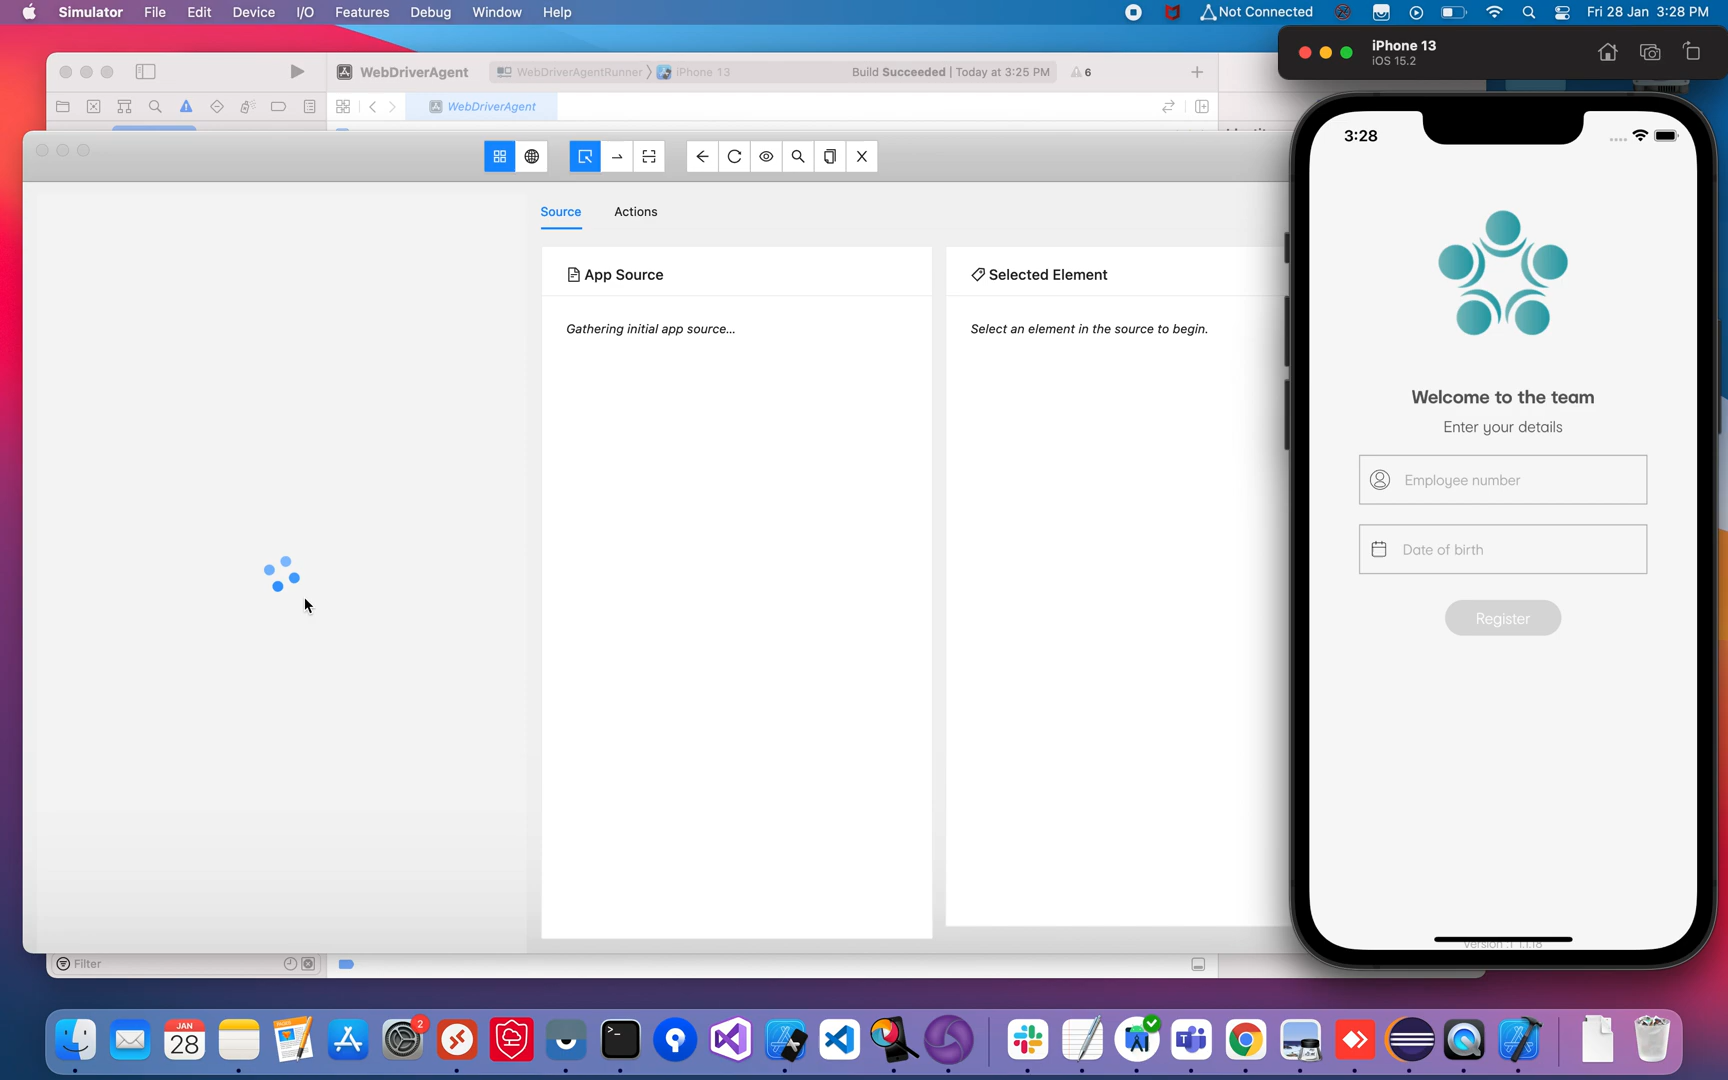 Simulator File Edit Device I/O Features Debug Window Help
Not Connected
Fri 28 Jan 3:28 PM
WebDriverAgent
WebDriverAgentRunner
iPhone 13
Build Succeeded | Today at 3:25 PM
6
WebDriverAgent
iPhone 13
iOS 15.2
Source
Actions
App Source
Gathering initial app source...
Selected Element
Select an element in the source to begin.
3:28
Welcome to the team
Enter your details
Employee number
Date of birth
Register
Filter
JAN
28
2